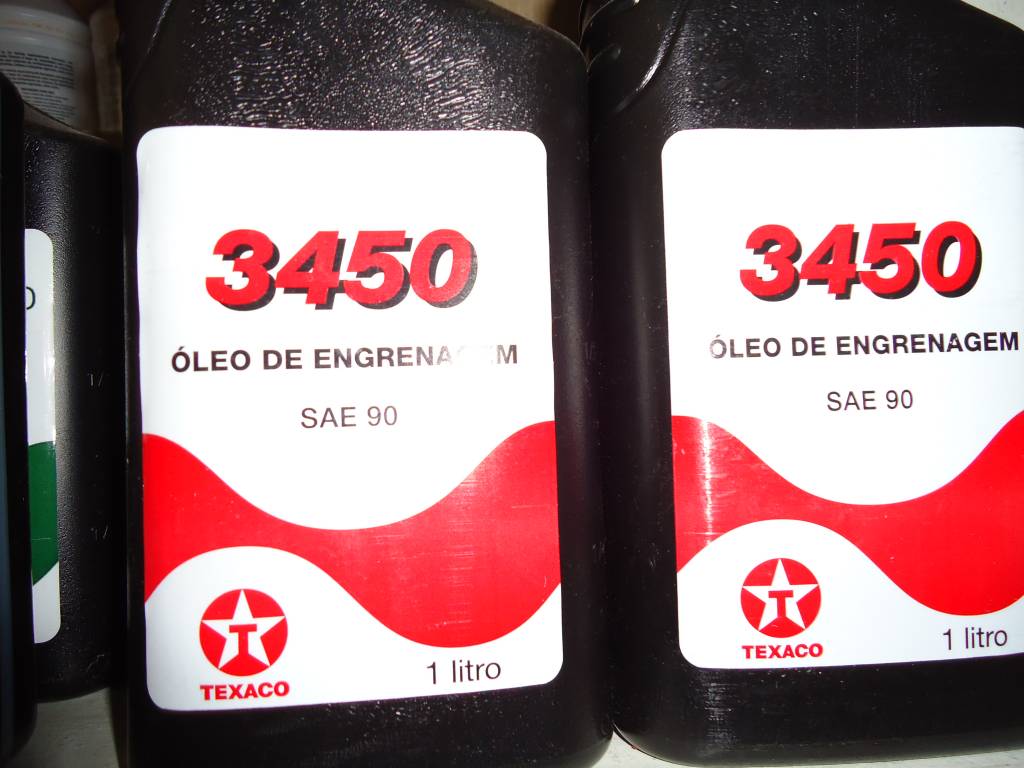 3450
ÓLEO DE ENGRENAGEM
SAE 90
TEXACO
1 litro
3450
ÓLEO DE ENGRENAGEM
SAE 90
TEXACO
1 litro